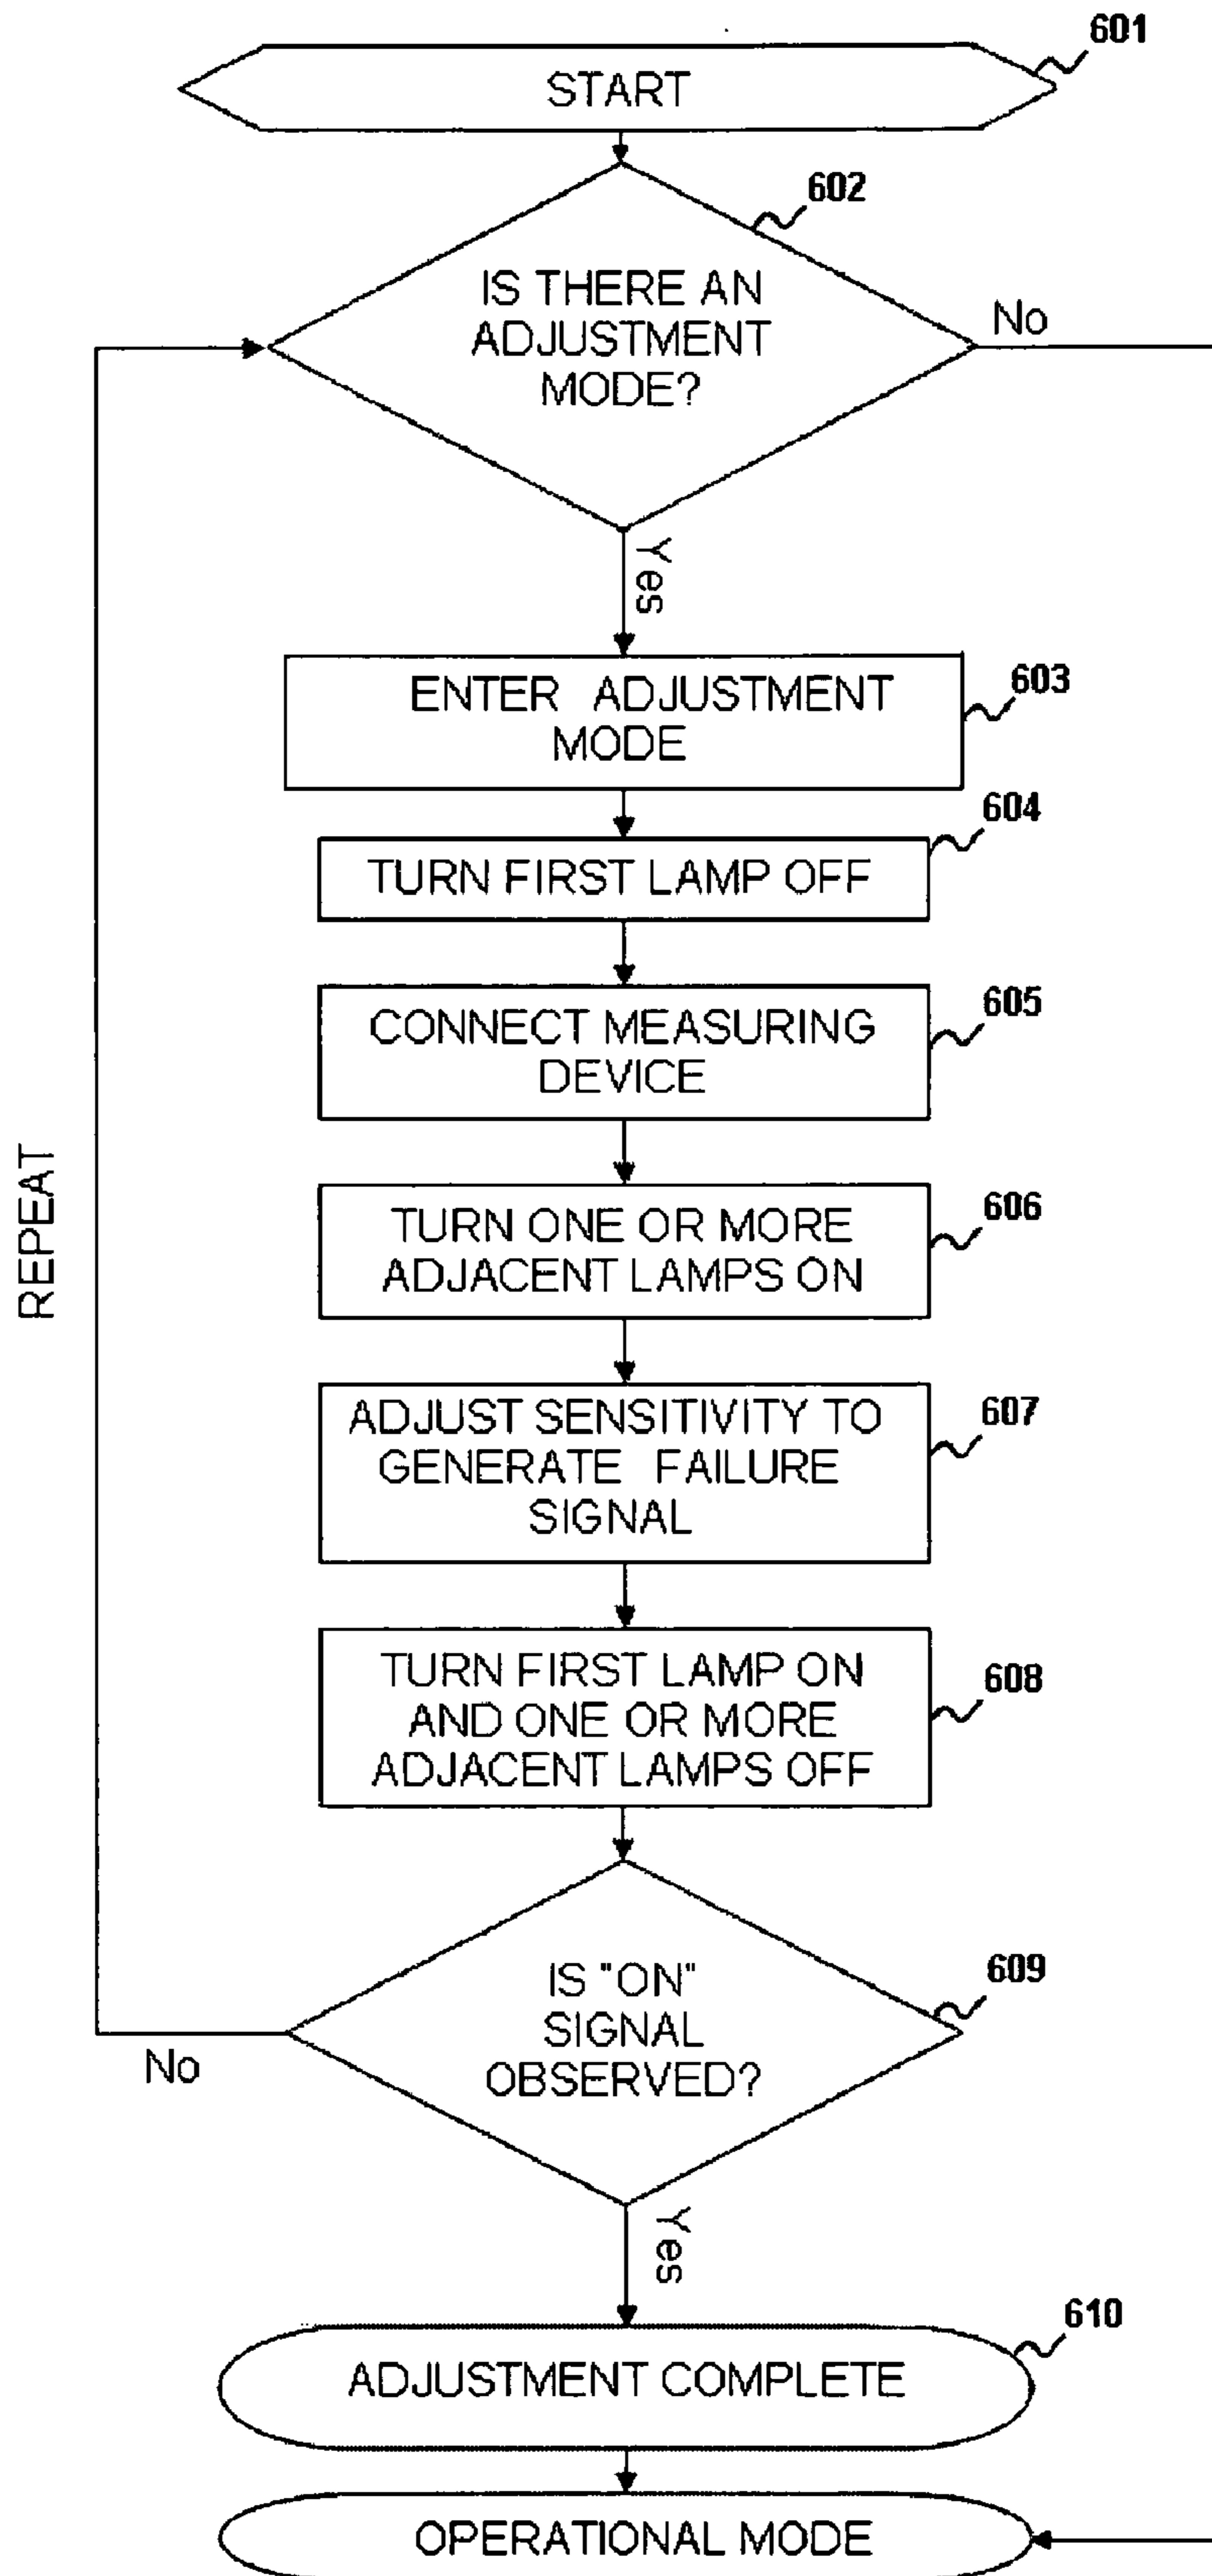 601
START
602
IS THERE AN
ADJUSTMENT
MODE?
No
Yes
ENTER ADJUSTMENT
MODE
603
604
TURN FIRST LAMP OFF
CONNECT MEASURING
DEVICE
605
REPEAT
TURN ONE OR MORE
ADJACENT LAMPS ON
606
ADJUST SENSITIVITY TO
GENERATE FAILURE
SIGNAL
607
TURN FIRST LAMP ON
AND ONE OR MORE
ADJACENT LAMPS OFF
608
IS "ON"
SIGNAL
OBSERVED?
609
No
Yes
610
ADJUSTMENT COMPLETE
OPERATIONAL MODE